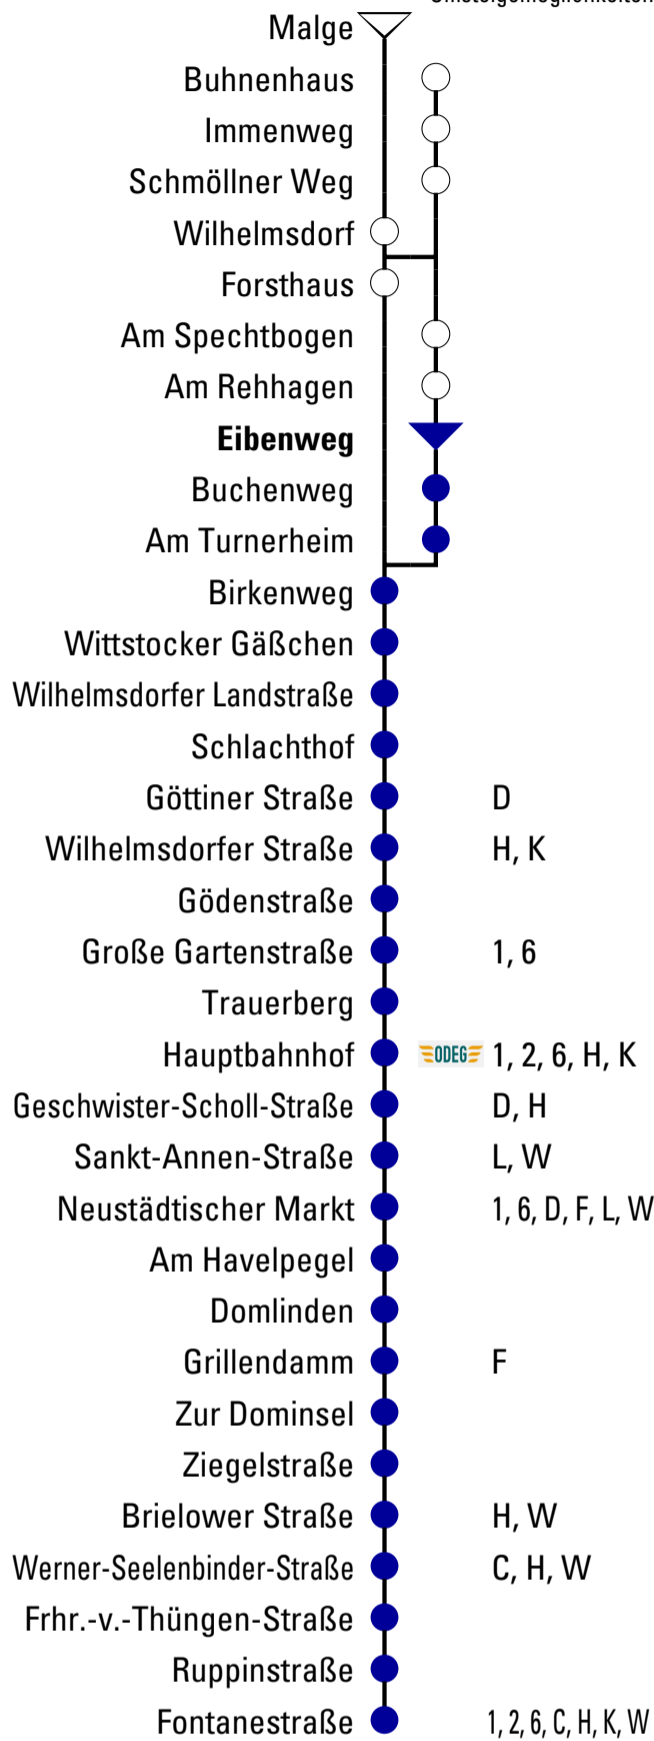 Umsteigemöglichkeiten
Malge
Buhnenhaus
Immenweg
Schmöllner Weg
Wilhelmsdorf
Forsthaus
Am Spechtbogen
Am Rehhagen
Eibenweg
Buchenweg
Am Turnerheim
Birkenweg
Wittstocker Gäßchen
Wilhelmsdorfer Landstraße
Schlachthof
Göttiner Straße D
Wilhelmsdorfer Straße H, K
Gödenstraße
Große Gartenstraße 1, 6
Trauerberg
Hauptbahnhof ODEG 1, 2, 6, H, K
Geschwister-Scholl-Straße D, H
Sankt-Annen-Straße L, W
Neustädtischer Markt 1, 6, D, F, L, W
Am Havelpegel
Domlinden
Grillendamm F
Zur Dominsel
Ziegelstraße
Brielower Straße H, W
Werner-Seelenbinder-Straße C, H, W
Frhr.-v.-Thüngen-Straße
Ruppinstraße
Fontanestraße 1, 2, 6, C, H, K, W